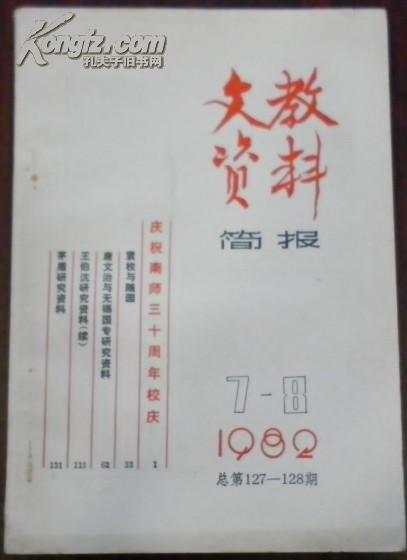 Kongfz.com
孔夫子旧书网
文教
资料
简报
庆祝南师三十周年校庆 1
袁枚与随园 33
唐文治与无锡国专研究资料 62
王伯沆研究资料（续） 113
茅盾研究资料 131
7-8
1982
总第127—128期